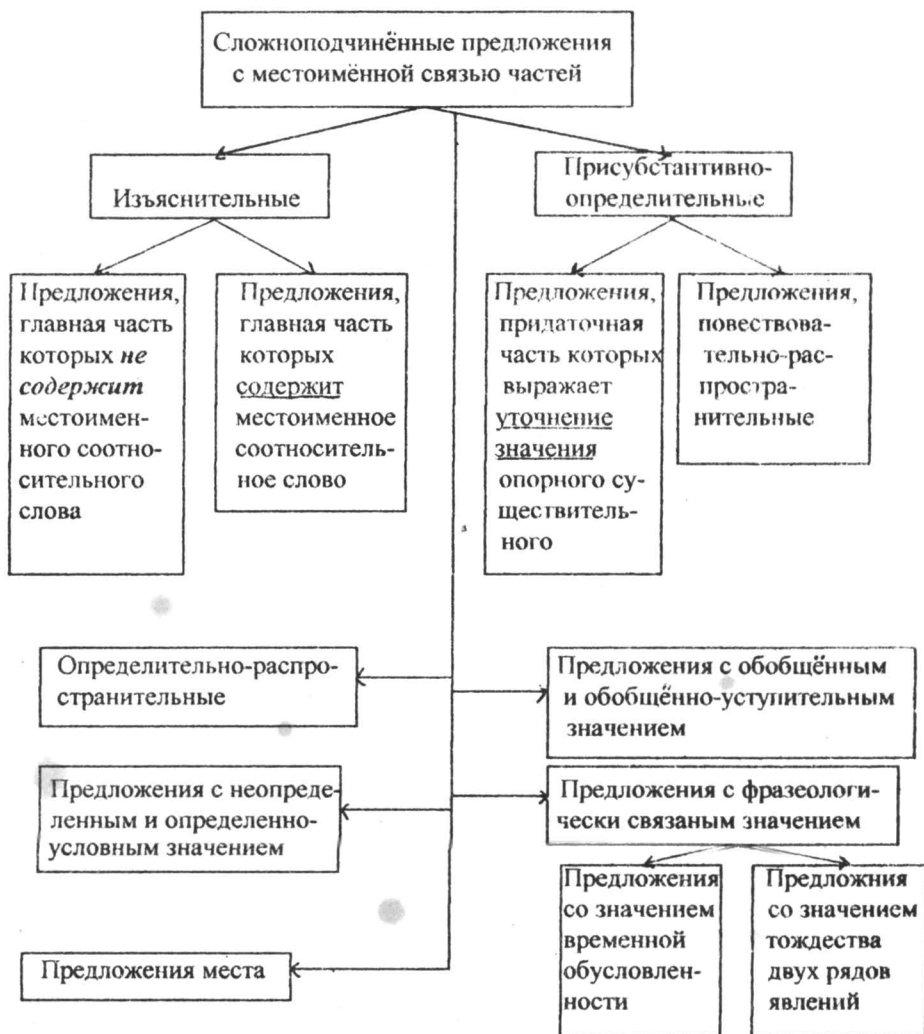 Сложноподчинённые предложения
с местоимённой связью частей
Изъяснительные
Присубстантивно-
определительные
Предложения,
главная часть
которых не
содержит
местоимен-
ного соотно-
сительного
слова
Предложения,
главная часть
которых
содержит
местоименное
соотноситель-
ное слово
Предложения,
придаточная
часть которых
выражает
уточнение
значения
опорного су-
ществитель-
ного
Предложения,
повествова-
тельно-рас-
простра-
нительные
Определительно-распро-
странительные
Предложения с обобщённым
и обобщённо-уступительным
значением
Предложения с неопреде-
ленным и определенно-
условным значением
Предложения с фразеологи-
чески связаным значением
Предложения
со значением
временной
обусловлен-
ности
Предложния
со значением
тождества
двух рядов
явлений
Предложения места